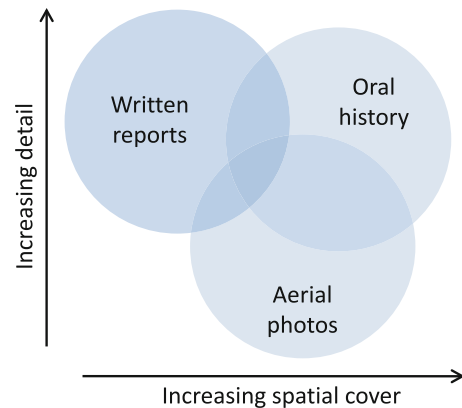 Increasing detail
Written
reports
Oral
history
Aerial
photos
Increasing spatial cover